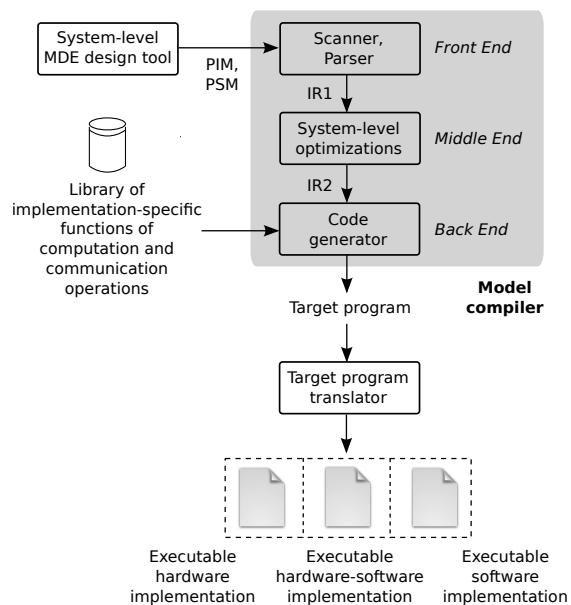 System-level
MDE design tool
PIM,
PSM
Scanner,
Parser
Front End
IR1
System-level
optimizations
Middle End
IR2
Library of
implementation-specific
functions of
computation and
communication
operations
Code
generator
Back End
Model
compiler
Target program
Target program
translator
Executable
hardware
implementation
Executable
hardware-software
implementation
Executable
software
implementation